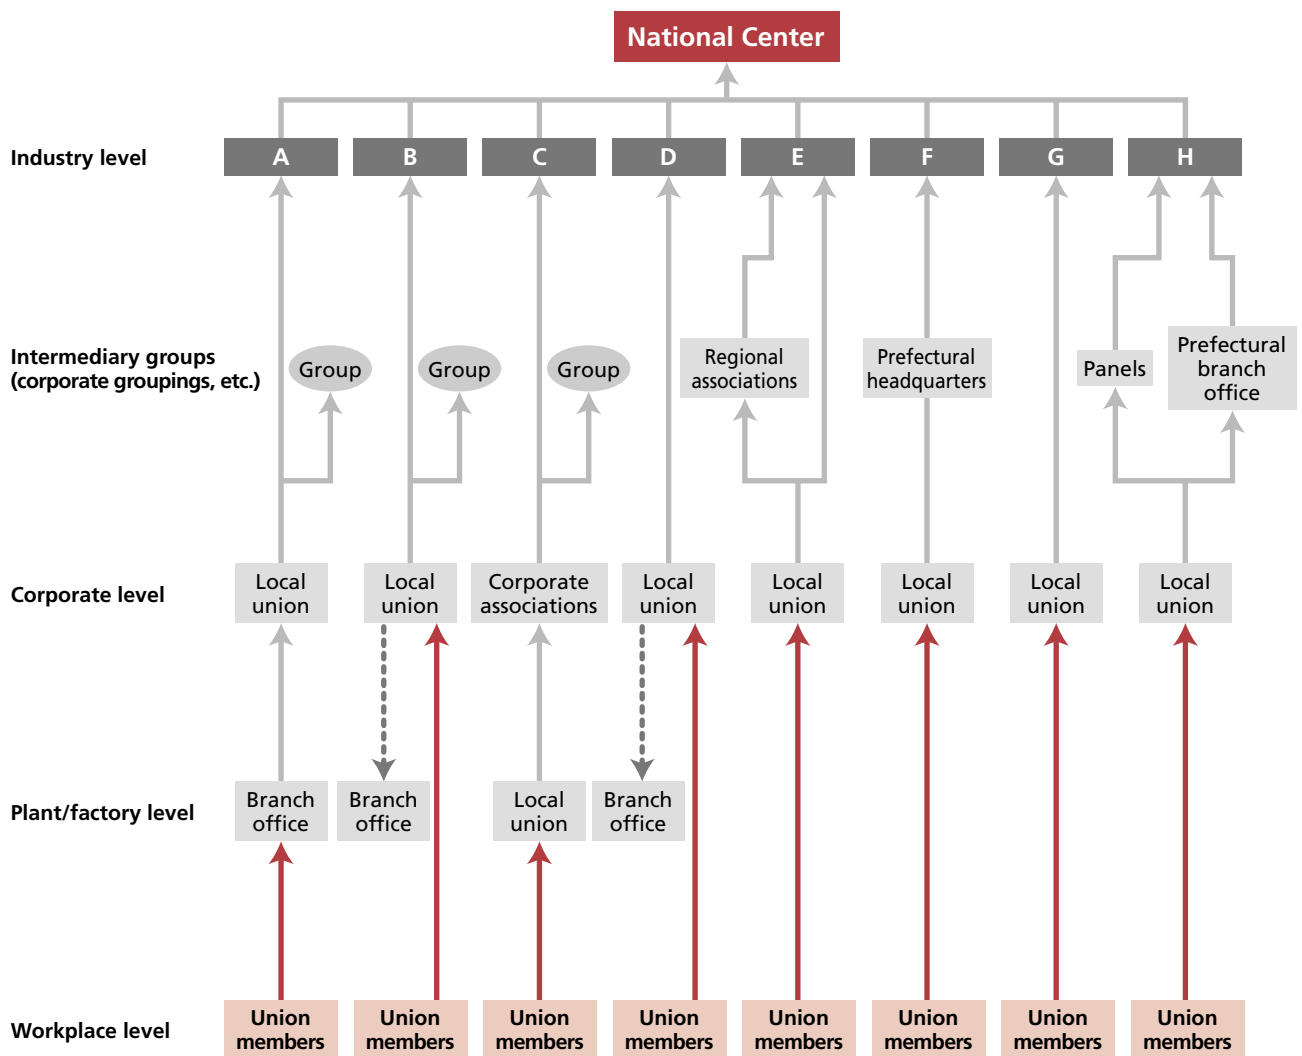 National Center
Industry level
A
B
C
D
E
F
G
H
Intermediary groups
(corporate groupings, etc.)
Group
Group
Group
Regional
associations
Prefectural
headquarters
Panels
Prefectural
branch
office
Corporate level
Local
union
Local
union
Corporate
associations
Local
union
Local
union
Local
union
Local
union
Local
union
Plant/factory level
Branch
office
Branch
office
Local
union
Branch
office
Workplace level
Union
members
Union
members
Union
members
Union
members
Union
members
Union
members
Union
members
Union
members